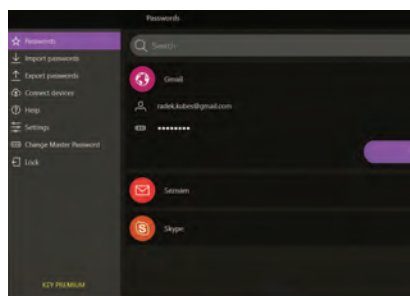 Passwords
Passwords
Import passwords
Export passwords
Connect devices
Help
Settings
Change Master Password
Lock
KEY PREMIUM
Search
Gmail
radek.kubes@gmail.com
Seznam
Skype